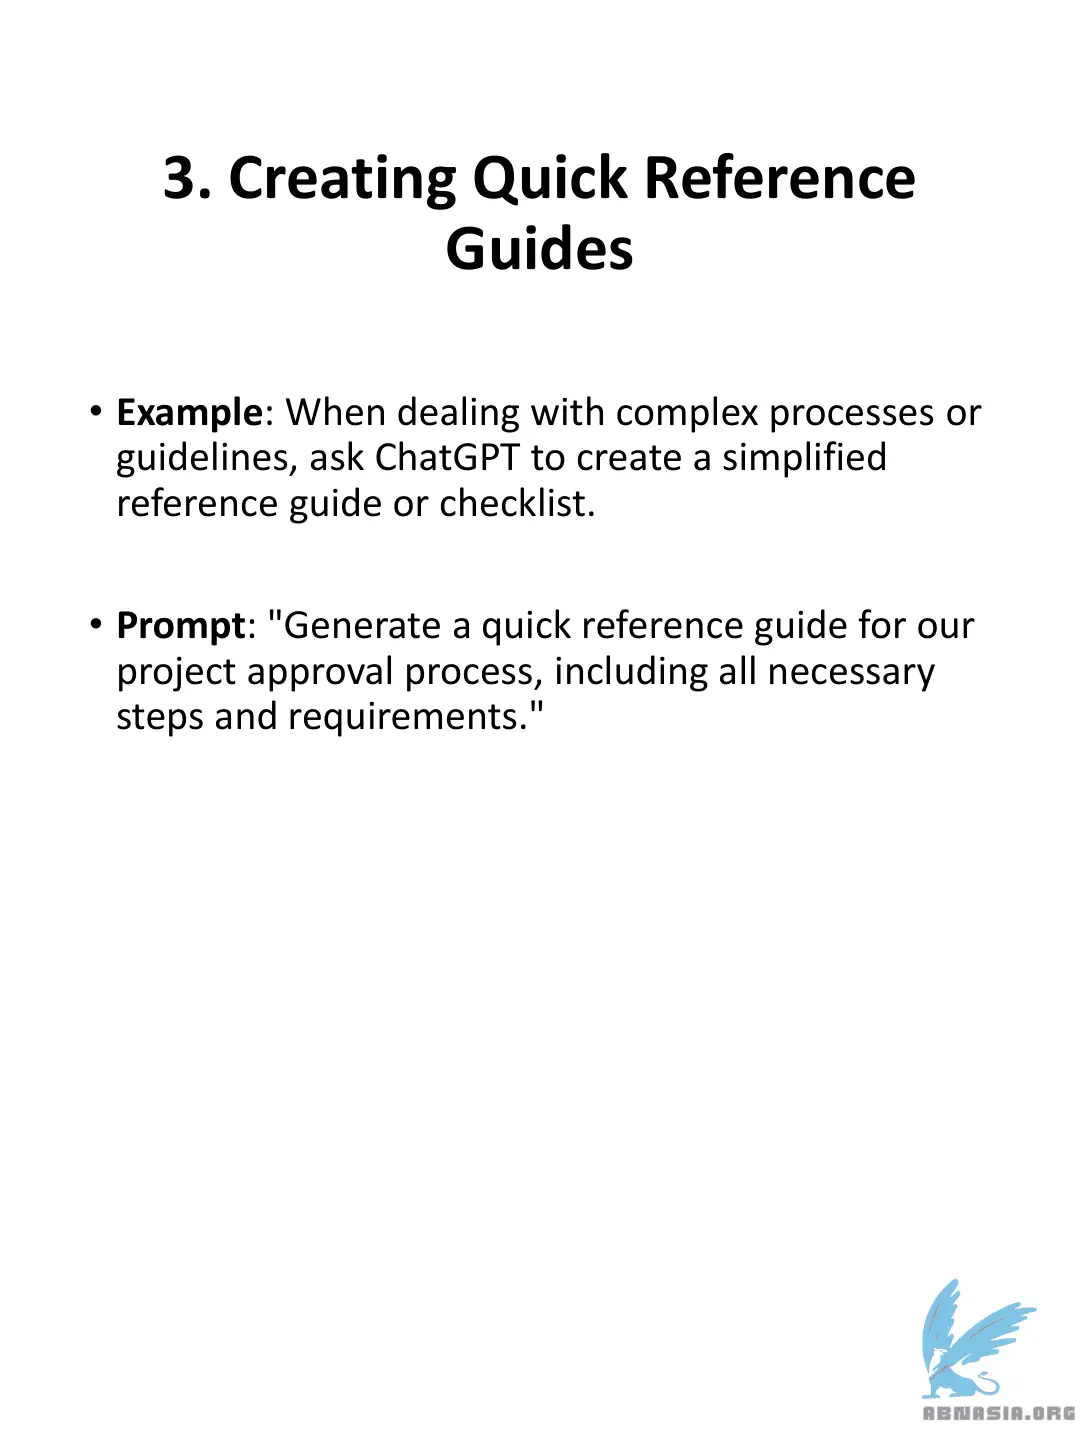 3. Creating Quick Reference
Guides
• Example: When dealing with complex processes or
guidelines, ask ChatGPT to create a simplified
reference guide or checklist.
• Prompt: "Generate a quick reference guide for our
project approval process, including all necessary
steps and requirements."
ABNASIA.ORG